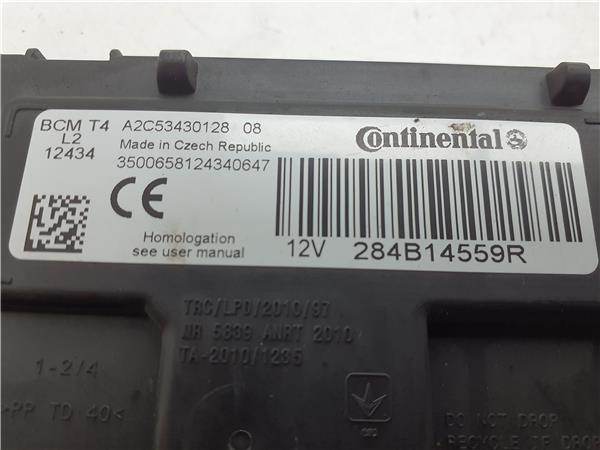 BCM T4 A2C53430128 08
L2 Made in Czech Republic
12434 3500658124340647
Continental
CE
Homologation
see user manual
12V 284B14559R
TRC/LPD/2010/97
MR 5839 ANRT 2010
TA-2010/1235
1-2/4
>PP TD 40<
DO NOT DROP
RECYCLE IF DROP